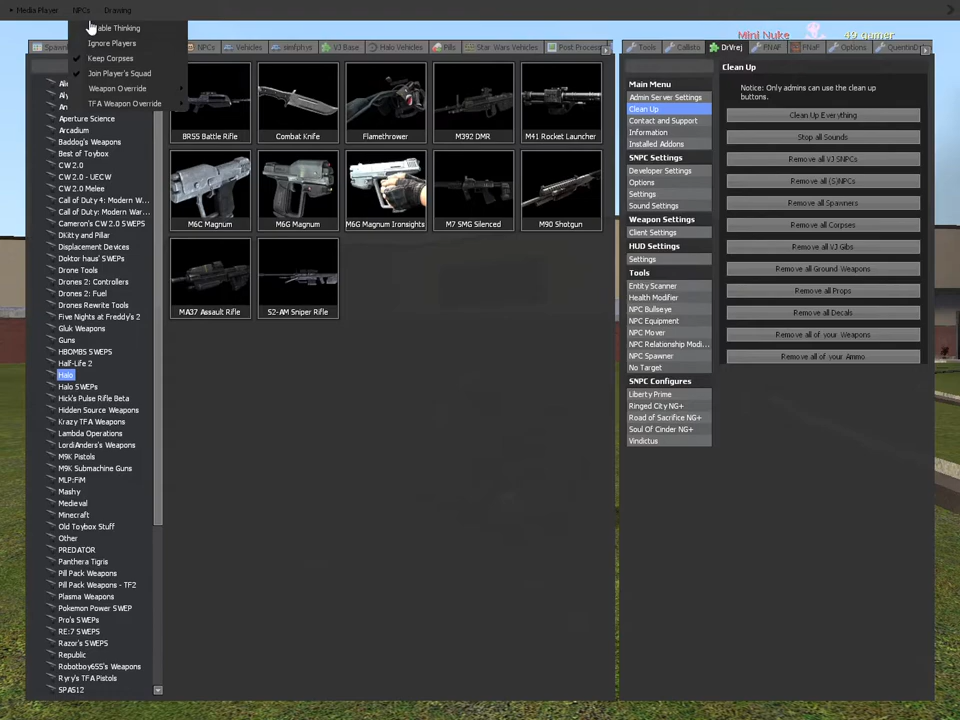 Media Player
NPCs
Drawing
able Thinking
Ignore Players
Keep Corpses
Join Player's Squad
Weapon Override
TFA Weapon Override
Mini Nuke
49 gamer
NPCs
Vehicles
simfphys
VJ Base
Halo Vehicles
Pills
Star Wars Vehicles
Post Process
Aperture Science
Arcadium
Baddog's Weapons
Best of Toybox
CW 2.0
CW 2.0 - UECW
CW 2.0 Melee
Call of Duty 4: Modern W...
Call of Duty: Modern War...
Cameron's CW 2.0 SWEPS
DKitty and Pillar
Displacement Devices
Doktor haus' SWEPs
Drone Tools
Drones 2: Controllers
Drones 2: Fuel
Drones Rewrite Tools
Five Nights at Freddy's 2
Gluk Weapons
Guns
HBOMBS SWEPS
Half-Life 2
Halo
Halo SWEPs
Hick's Pulse Rifle Beta
Hidden Source Weapons
Krazy TFA Weapons
Lambda Operations
LordiAnders's Weapons
M9K Pistols
M9K Submachine Guns
MLP:FiM
Mashy
Medieval
Minecraft
Old Toybox Stuff
Other
PREDATOR
Panthera Tigris
Pill Pack Weapons
Pill Pack Weapons - TF2
Plasma Weapons
Pokemon Power SWEP
Pro's SWEPs
RE:7 SWEPS
Razor's SWEPs
Republic
Robotboy655's Weapons
Ryry's TFA Pistols
SPAS12
BR55 Battle Rifle
Combat Knife
Flamethrower
M392 DMR
M41 Rocket Launcher
M6C Magnum
M6G Magnum
M6G Magnum Ironsights
M7 SMG Silenced
M90 Shotgun
MA37 Assault Rifle
S2-AM Sniper Rifle
Tools
Callisto
DrVrej
FNAF
FNaF
Options
QuentinD
Main Menu
Admin Server Settings
Clean Up
Contact and Support
Information
Installed Addons
SNPC Settings
Developer Settings
Options
Settings
Sound Settings
Weapon Settings
Client Settings
HUD Settings
Settings
Tools
Entity Scanner
Health Modifier
NPC Bullseye
NPC Equipment
NPC Mover
NPC Relationship Modi...
NPC Spawner
No Target
SNPC Configures
Liberty Prime
Ringed City NG+
Road of Sacrifice NG+
Soul Of Cinder NG+
Vindictus
Clean Up
Notice: Only admins can use the clean up
buttons.
Clean Up Everything
Stop all Sounds
Remove all VJ SNPCs
Remove all (S)NPCs
Remove all Spawners
Remove all Corpses
Remove all VJ Gibs
Remove all Ground Weapons
Remove all Props
Remove all Decals
Remove all of your Weapons
Remove all of your Ammo